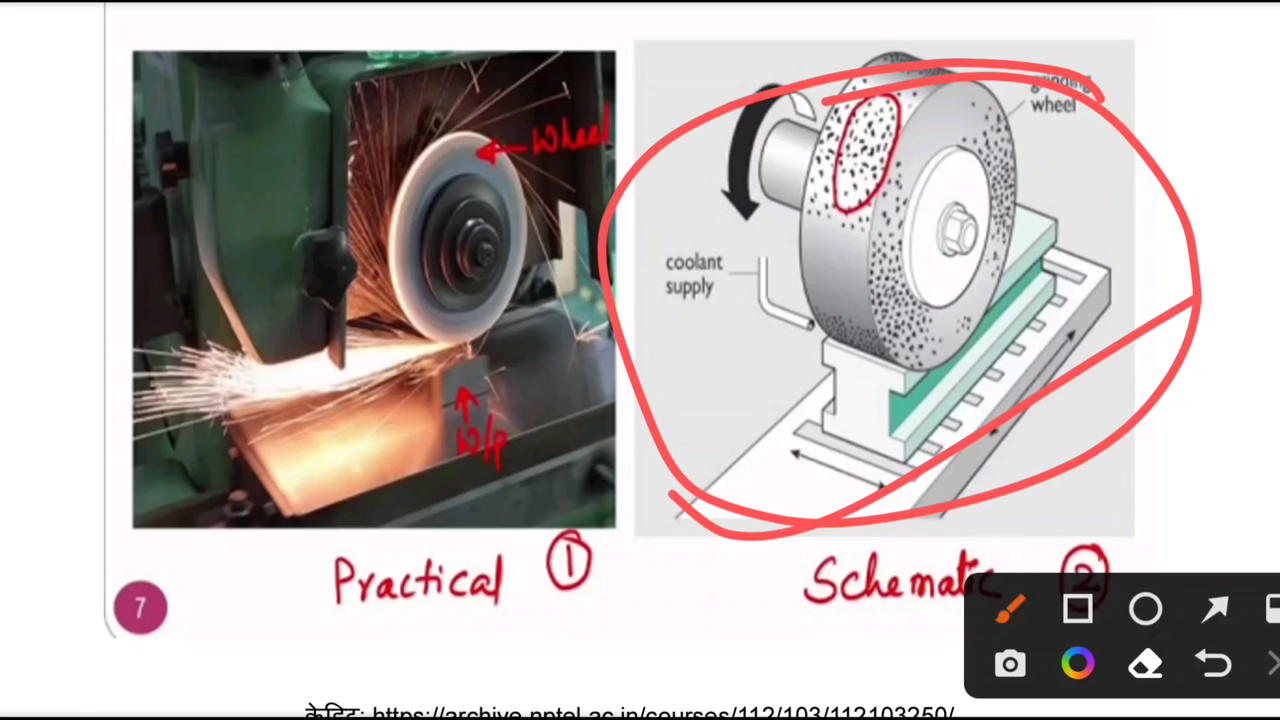 wheel
grinding
wheel
coolant
supply
w/p
Practical 1
Schematic 2
7
क्रेडिट: https://archive.nptel.ac.in/courses/112/103/112103250/